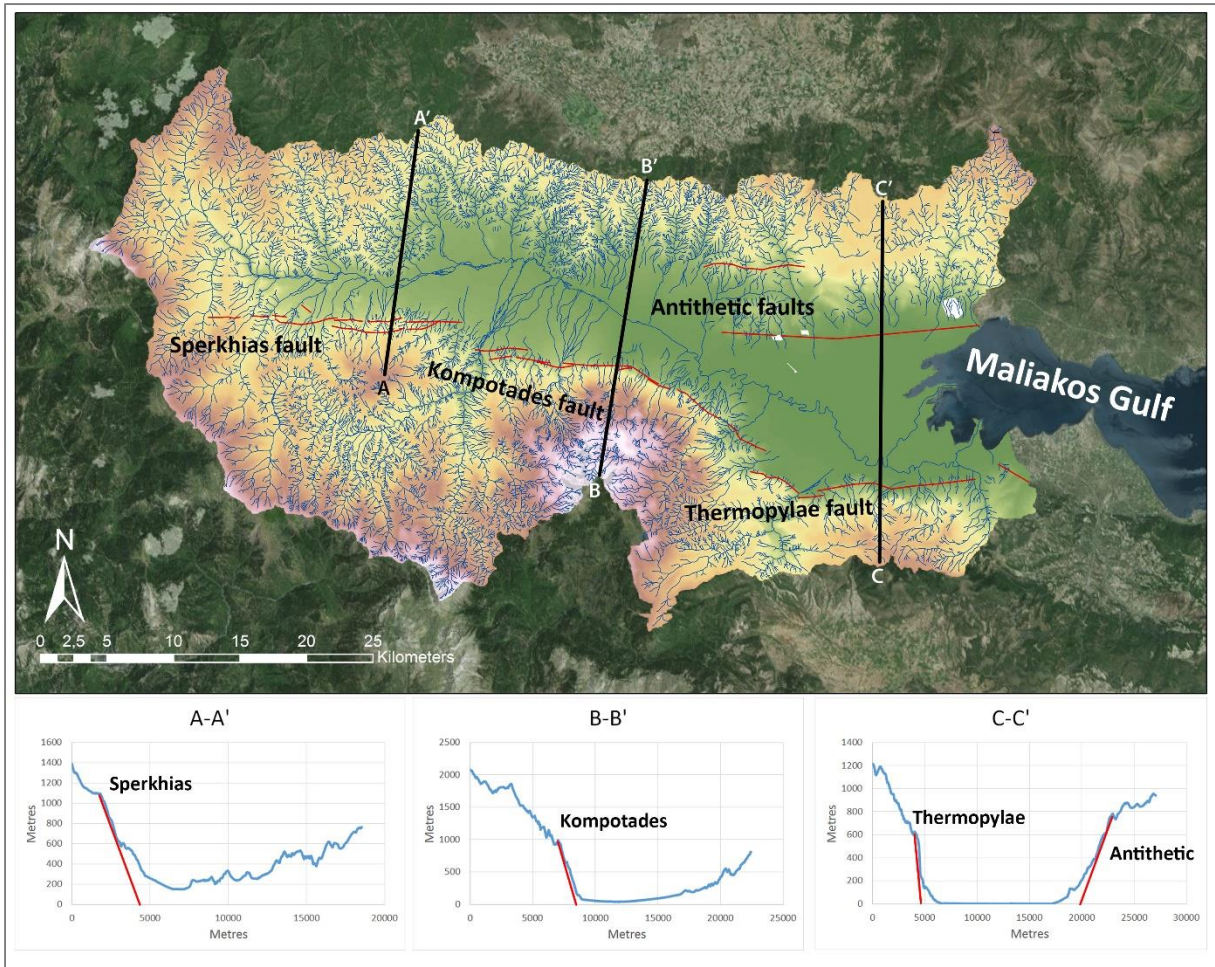 A'
B'
C'
Antithetic faults
Sperkhias fault
Maliakos Gulf
A
Kompotades fault
B
Thermopylae fault
N
C
0 2,5 5 10 15 20 25
Kilometers
A-A'
1600
1400
1200
1000
800
600
400
200
0
Metres
Sperkhias
0 5000 10000 15000 20000
Metres
B-B'
2500
2000
1500
1000
500
0
Metres
Kompotades
0 5000 10000 15000 20000 25000
Metres
C-C'
1400
1200
1000
800
600
400
200
0
Metres
Thermopylae
Antithetic
0 5000 10000 15000 20000 25000 30000
Metres